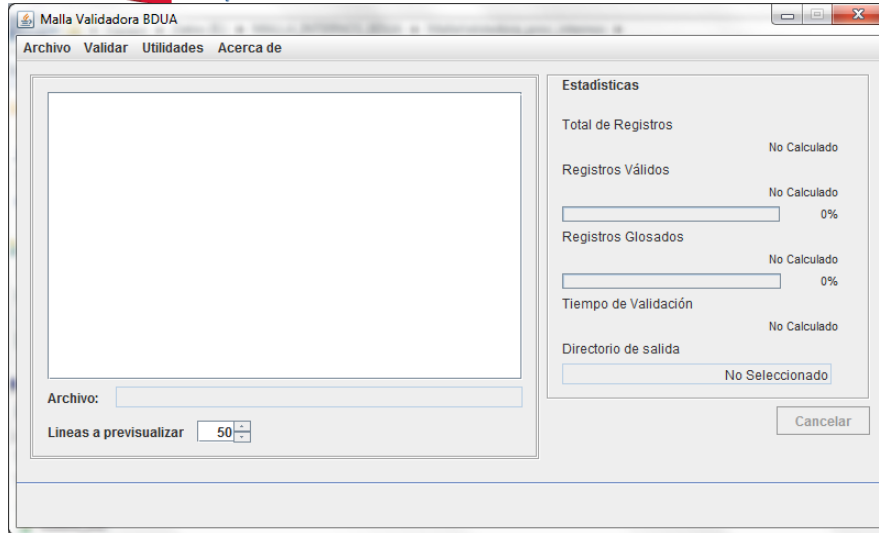 Malla Validadora BDUA
Archivo Validar Utilidades Acerca de
Estadísticas
Total de Registros
No Calculado
Registros Válidos
No Calculado
0%
Registros Glosados
No Calculado
0%
Tiempo de Validación
No Calculado
Directorio de salida
No Seleccionado
Archivo:
Lineas a previsualizar 50
Cancelar